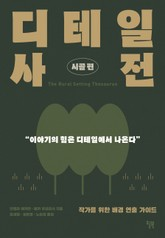 디테일
사전
시골 편
The Rural Setting Thesaurus
"이야기의 힘은 디테일에서 나온다"
작가를 위한 배경 연출 가이드